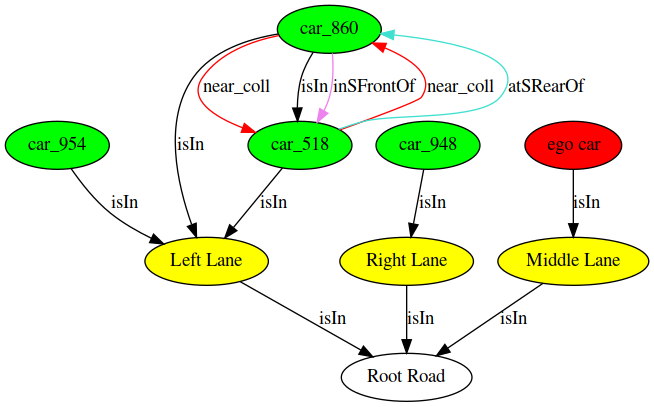 car_860
near_coll
isIn
inSFrontOf
near_coll
atSRearOf
car_954
isIn
car_518
car_948
ego car
isIn
isIn
isIn
isIn
Left Lane
Right Lane
Middle Lane
isIn
isIn
isIn
Root Road